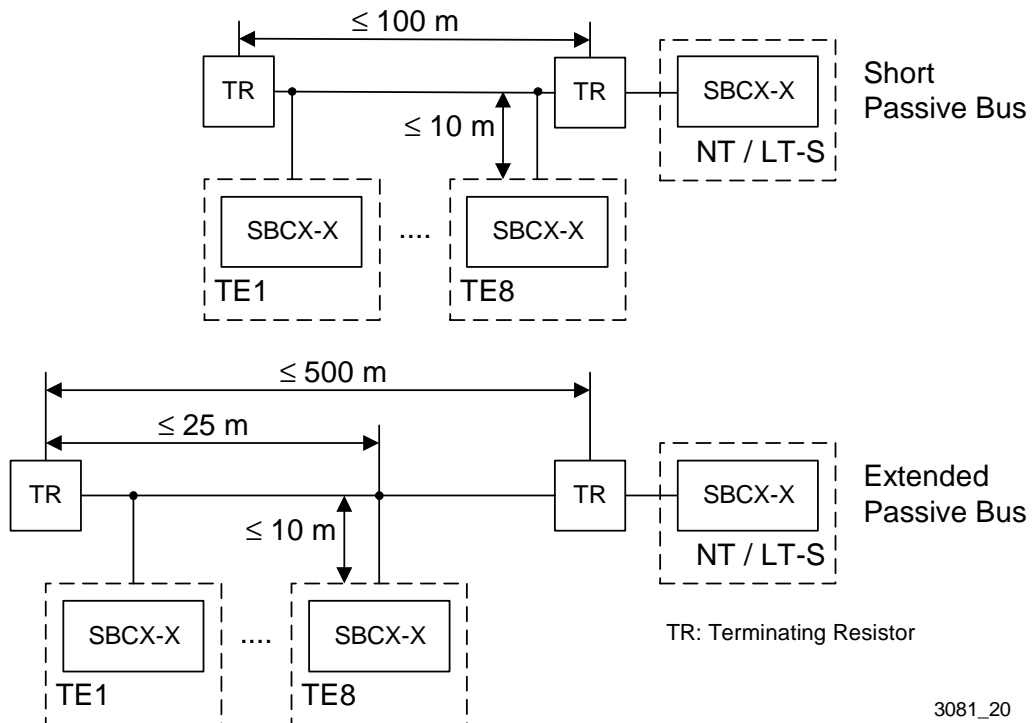 ≤ 100 m
TR
TR
SBCX-X
Short
Passive Bus
≤ 10 m
NT / LT-S
SBCX-X
....
SBCX-X
TE1
TE8
≤ 500 m
≤ 25 m
TR
TR
SBCX-X
Extended
Passive Bus
≤ 10 m
NT / LT-S
SBCX-X
....
SBCX-X
TR: Terminating Resistor
TE1
TE8
3081_20